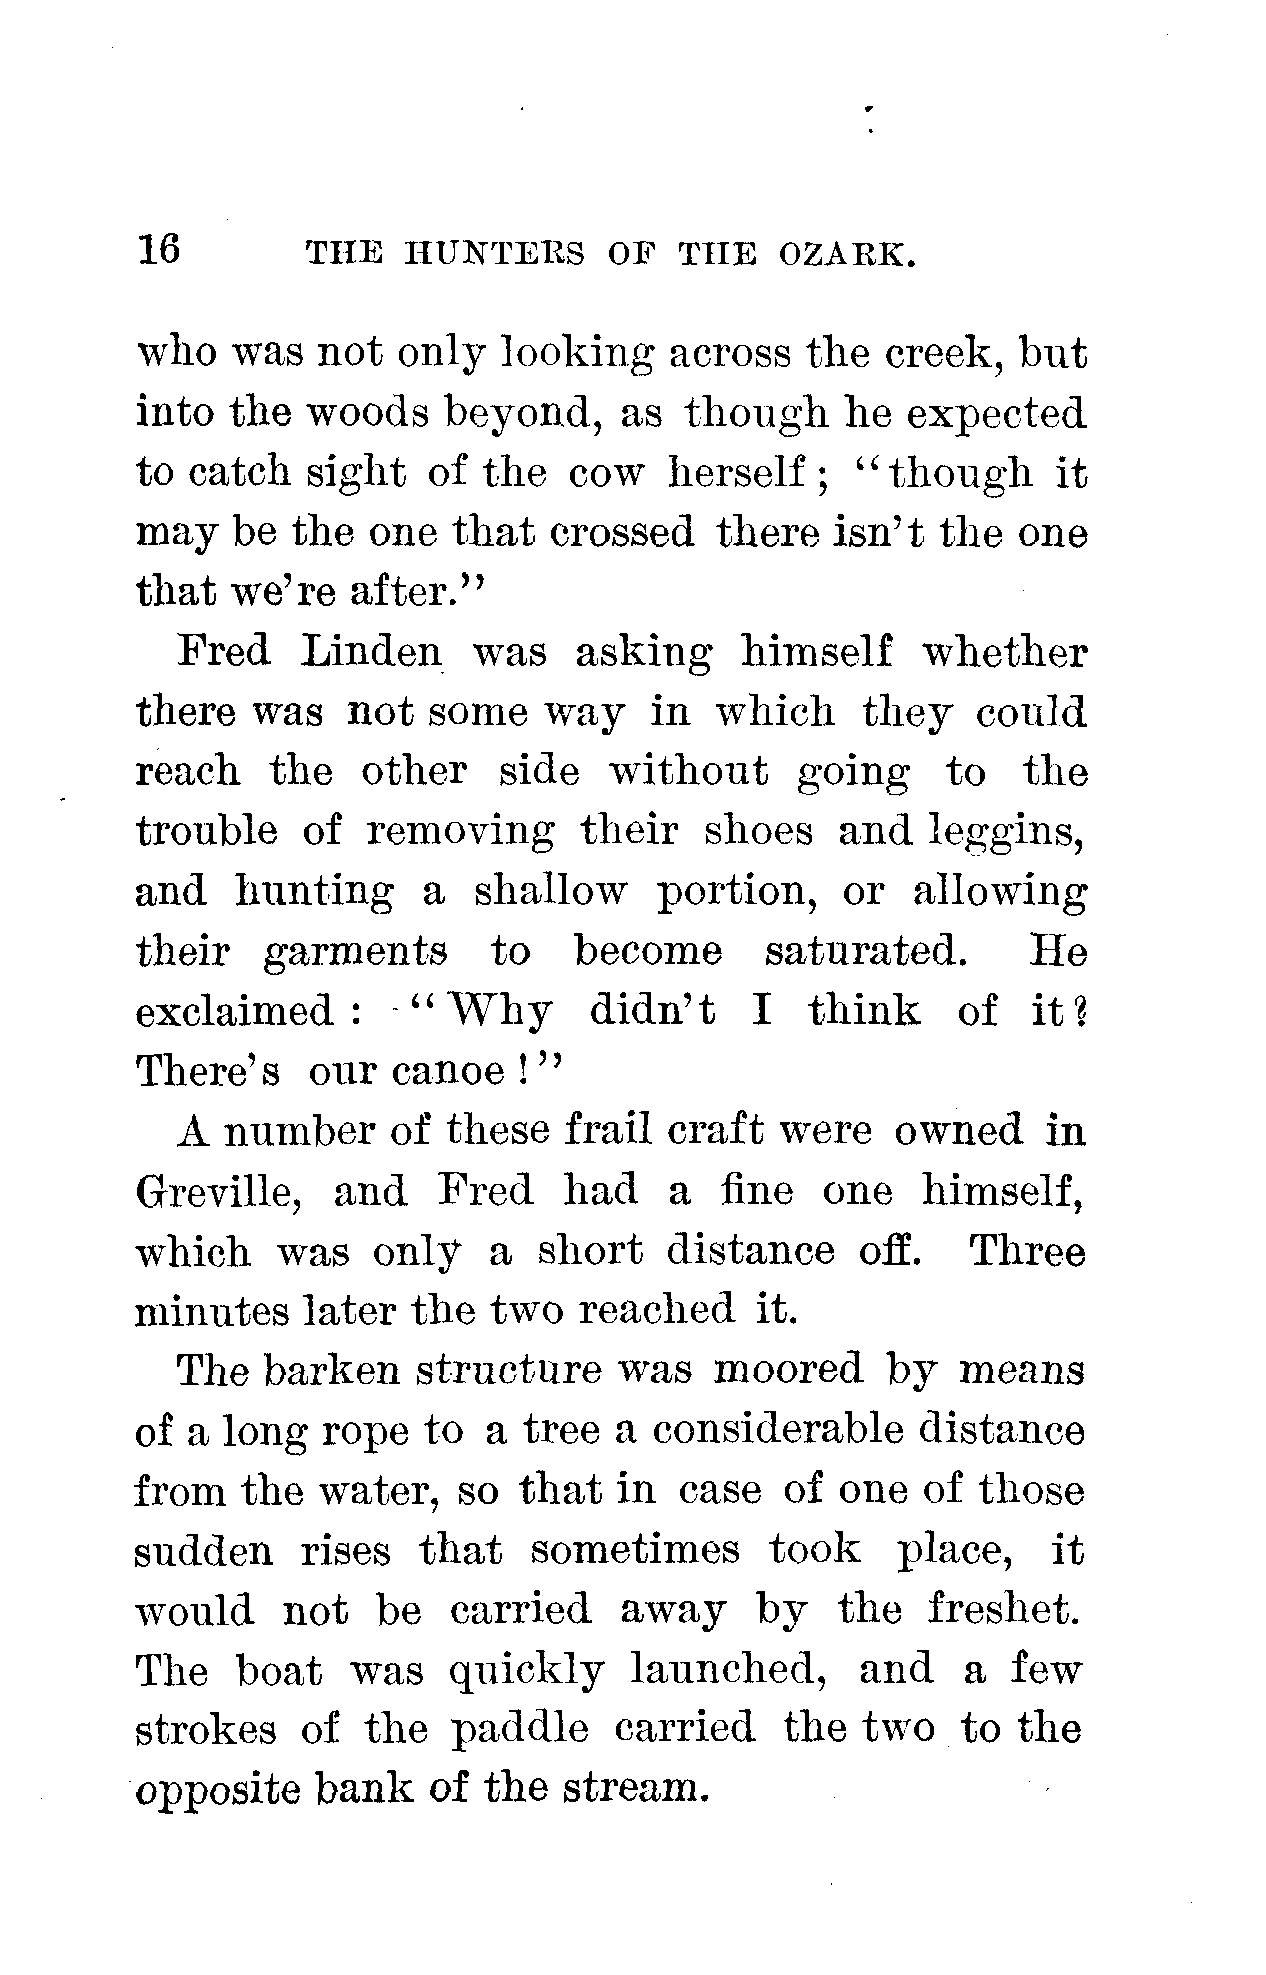 16 THE HUNTERS OF THE OZARK.
who was not only looking across the creek, but
into the woods beyond, as though he expected
to catch sight of the cow herself; "though it
may be the one that crossed there isn't the one
that we're after."
Fred Linden was asking himself whether
there was not some way in which they could
reach the other side without going to the
trouble of removing their shoes and leggins,
and hunting a shallow portion, or allowing
their garments to become saturated. He
exclaimed: "Why didn't I think of it?
There's our canoe!"
A number of these frail craft were owned in
Greville, and Fred had a fine one himself,
which was only a short distance off. Three
minutes later the two reached it.
The barken structure was moored by means
of a long rope to a tree a considerable distance
from the water, so that in case of one of those
sudden rises that sometimes took place, it
would not be carried away by the freshet.
The boat was quickly launched, and a few
strokes of the paddle carried the two to the
opposite bank of the stream.